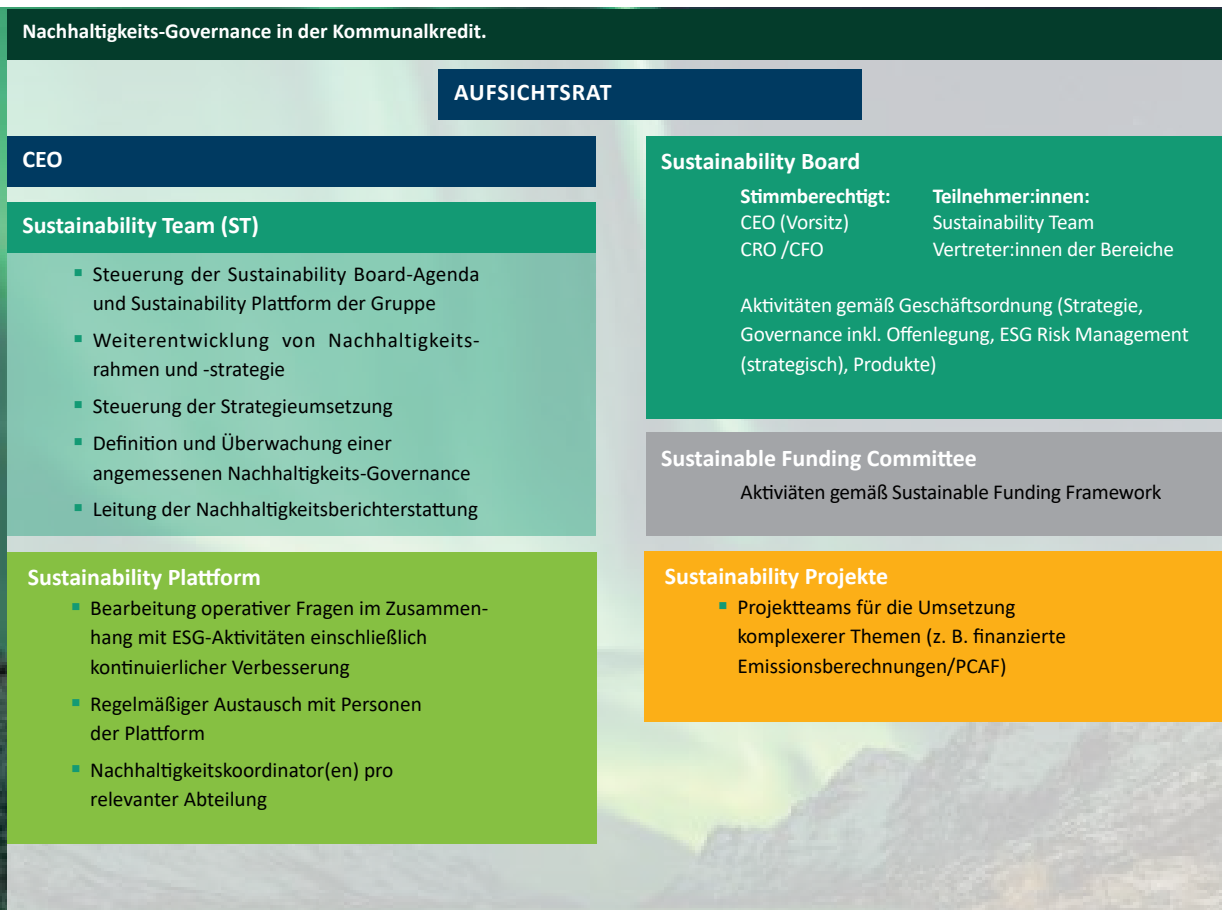 Nachhaltigkeits-Governance in der Kommunalkredit.
AUFSICHTSRAT
CEO
Sustainability Team (ST)
▪ Steuerung der Sustainability Board-Agenda
und Sustainability Plattform der Gruppe
▪ Weiterentwicklung von Nachhaltigkeits-
rahmen und -strategie
▪ Steuerung der Strategieumsetzung
▪ Definition und Überwachung einer
angemessenen Nachhaltigkeits-Governance
▪ Leitung der Nachhaltigkeitsberichterstattung
Sustainability Plattform
▪ Bearbeitung operativer Fragen im Zusammen-
hang mit ESG-Aktivitäten einschließlich
kontinuierlicher Verbesserung
▪ Regelmäßiger Austausch mit Personen
der Plattform
▪ Nachhaltigkeitskoordinator(en) pro
relevanter Abteilung
Sustainability Board
Stimmberechtigt: Teilnehmer:innen:
CEO (Vorsitz) Sustainability Team
CRO /CFO Vertreter:innen der Bereiche
Aktivitäten gemäß Geschäftsordnung (Strategie,
Governance inkl. Offenlegung, ESG Risk Management
(strategisch), Produkte)
Sustainable Funding Committee
Aktiviäten gemäß Sustainable Funding Framework
Sustainability Projekte
▪ Projektteams für die Umsetzung
komplexerer Themen (z. B. finanzierte
Emissionsberechnungen/PCAF)